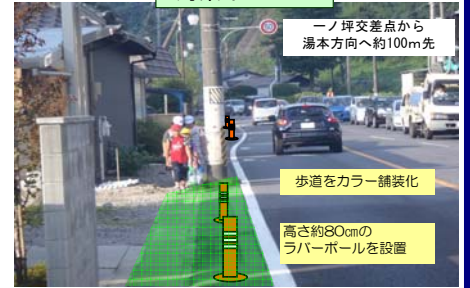 一ノ坪交差点から
湯本方向へ約100m先
歩道をカラー舗装化
高さ約80cmの
ラバーポールを設置